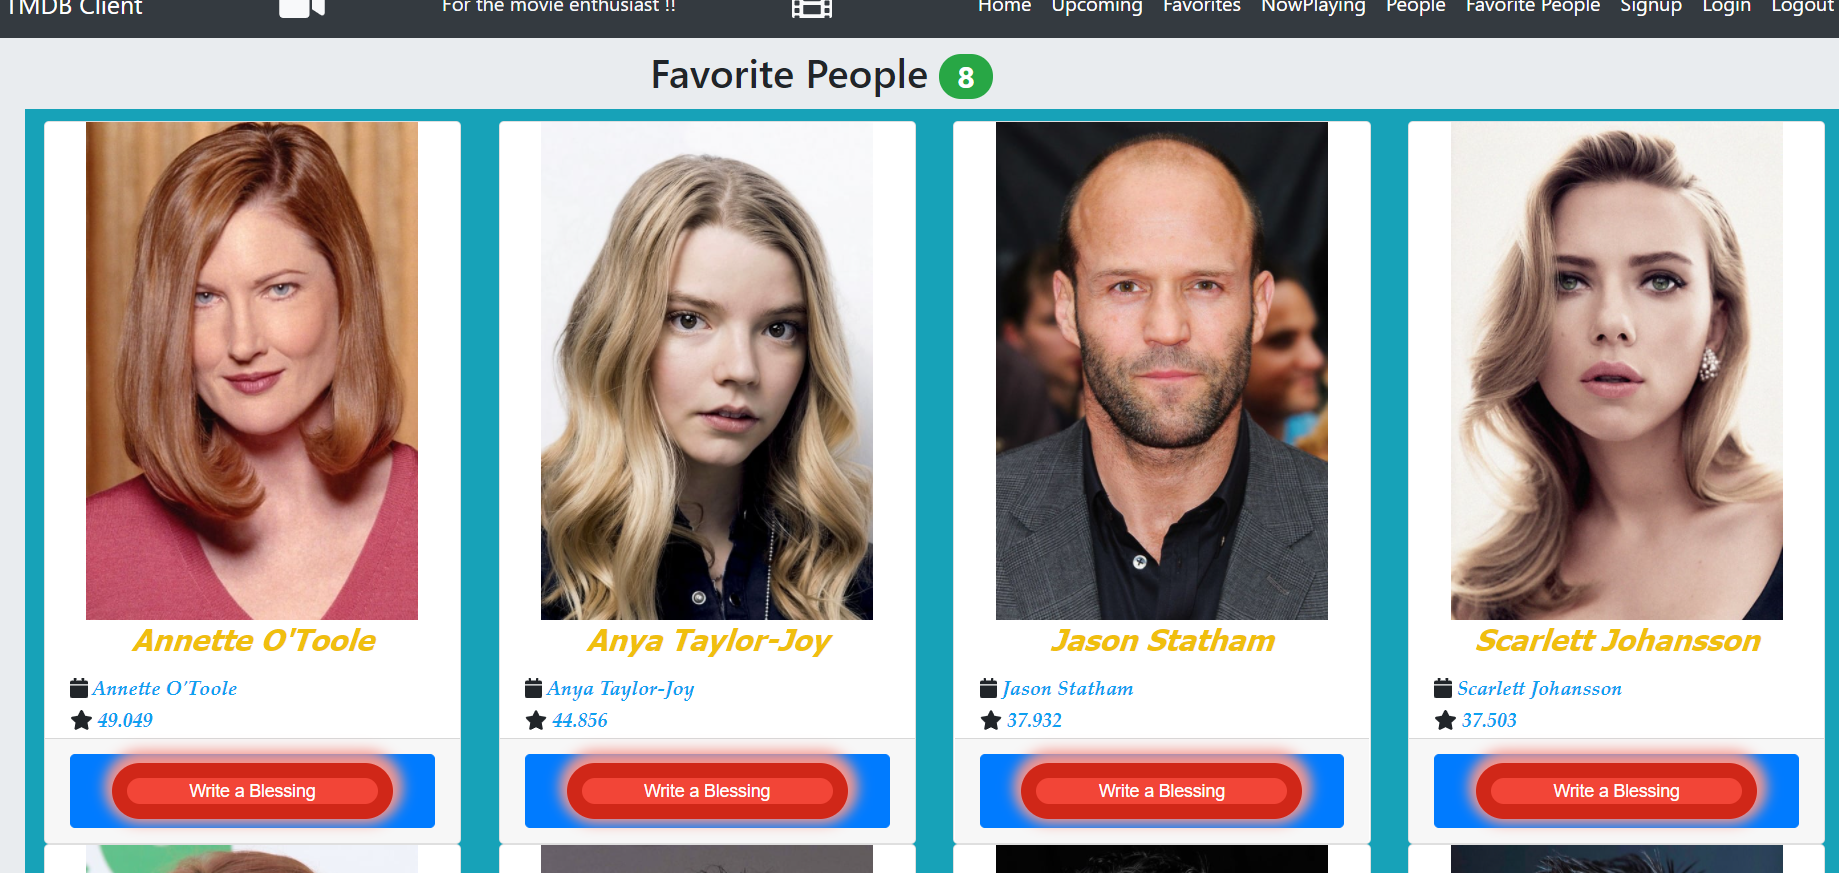 TMDB Client For the movie enthusiast !! Home Upcoming Favorites NowPlaying People Favorite People Signup Login Logout
Favorite People 8
Annette O'Toole
Annette O'Toole
49.049
Write a Blessing
Anya Taylor-Joy
Anya Taylor-Joy
44.856
Write a Blessing
Jason Statham
Jason Statham
37.932
Write a Blessing
Scarlett Johansson
Scarlett Johansson
37.503
Write a Blessing